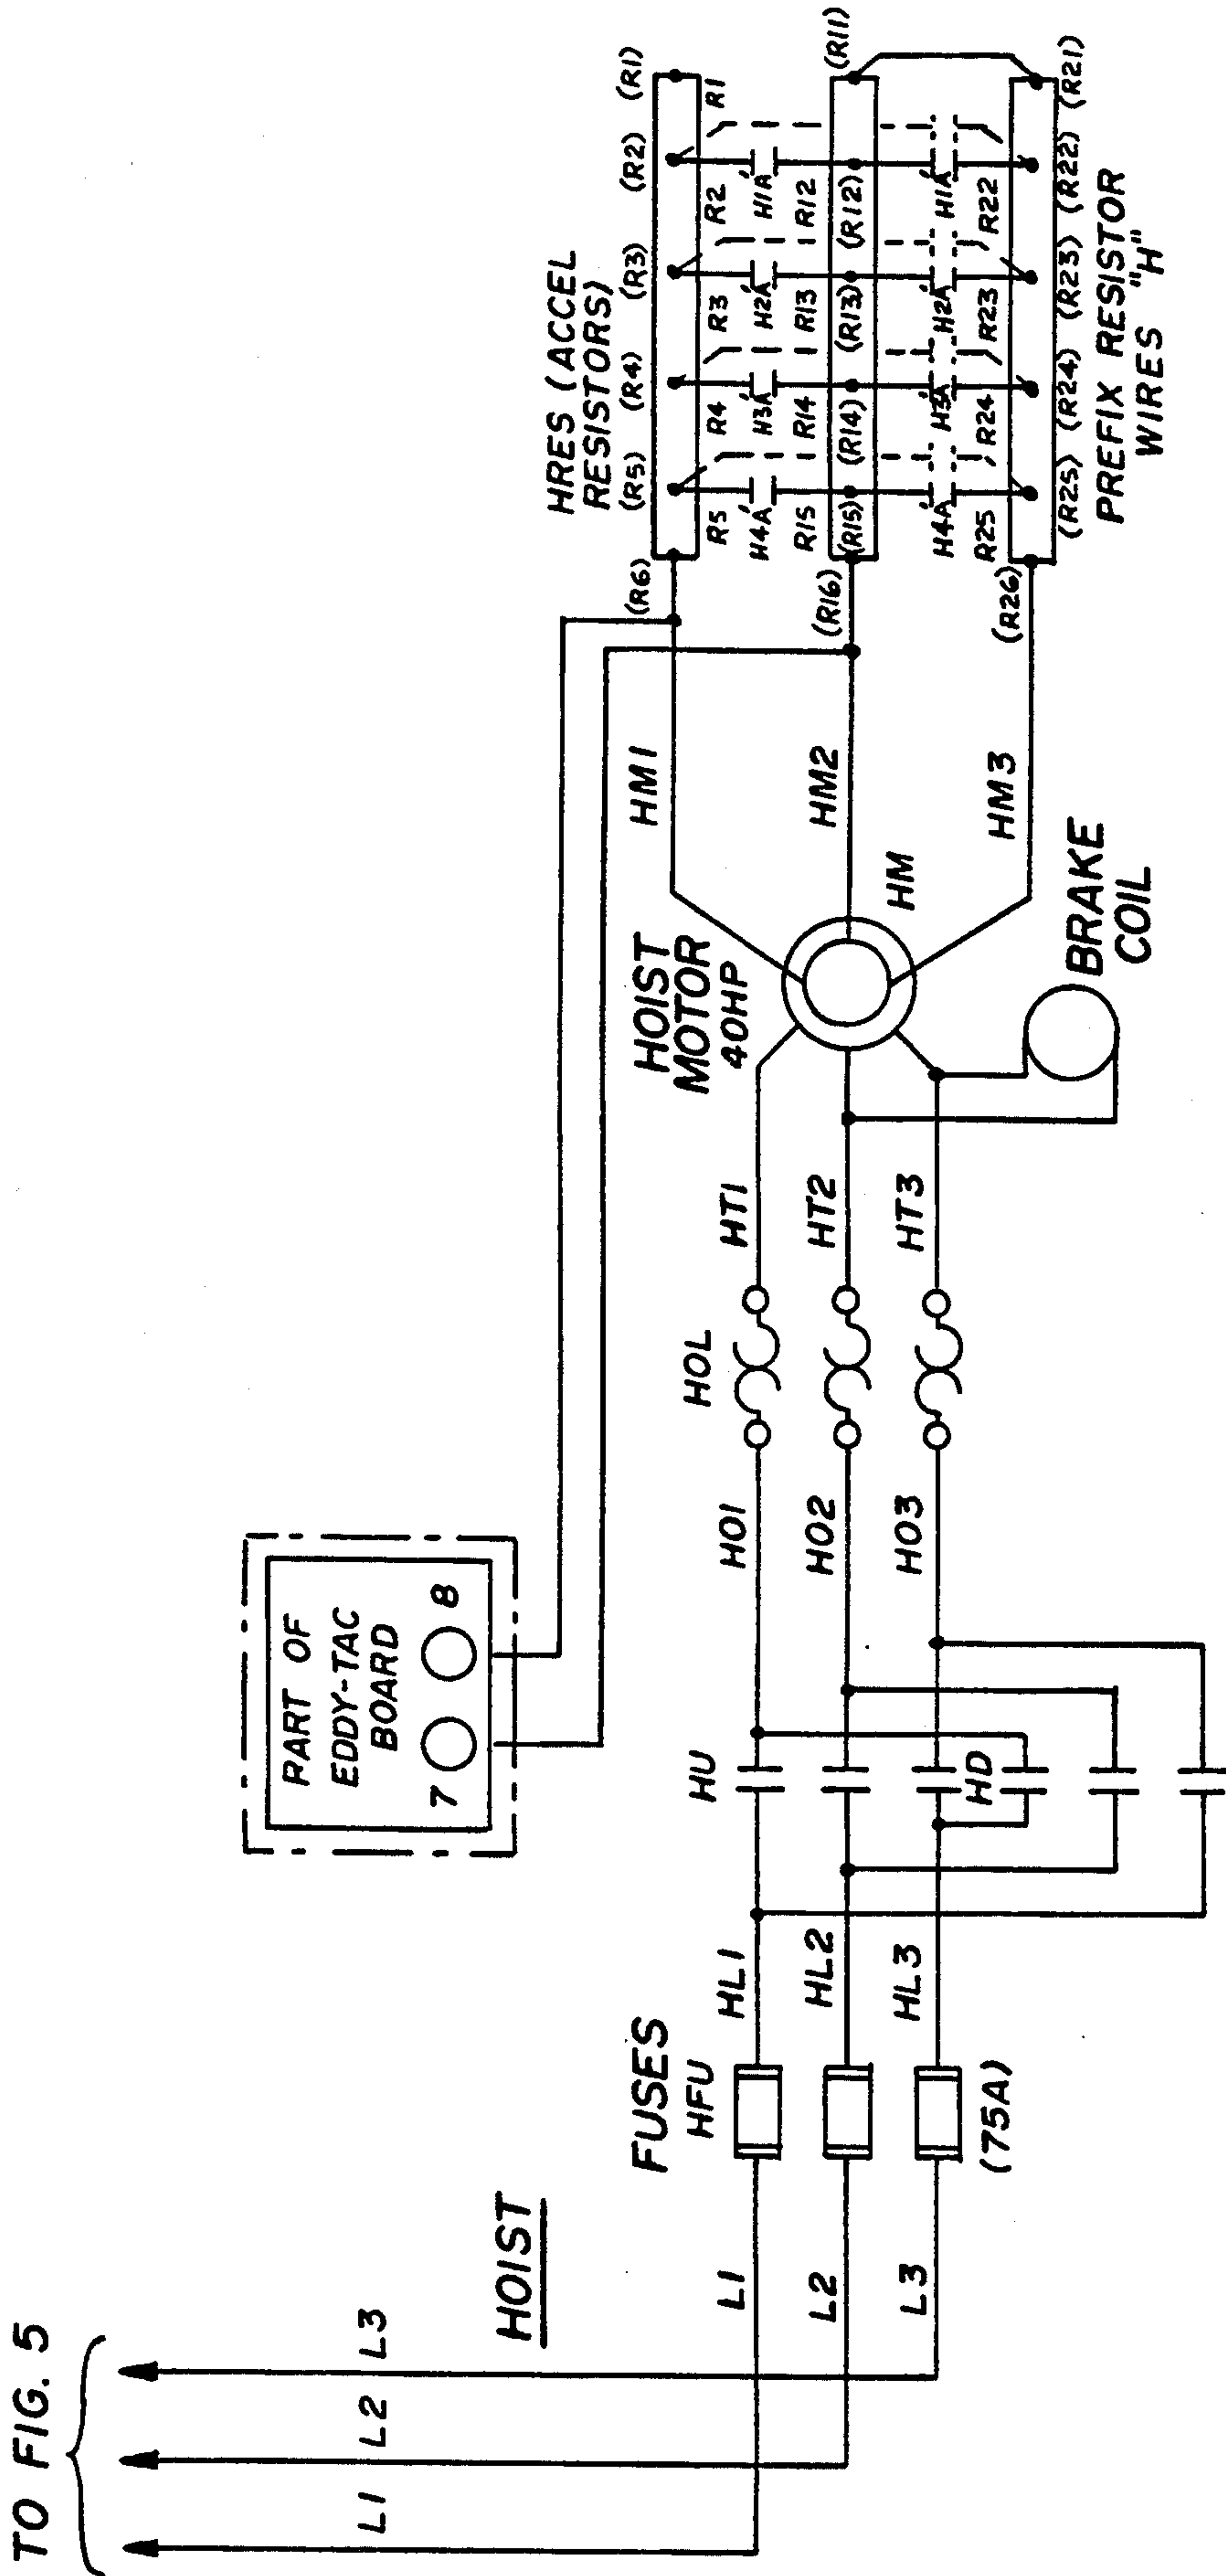 TO FIG. 5
L1
L2
L3
HOIST
L1
L2
L3
FUSES
HFU
(75A)
HL1
HL2
HL3
HU
HD
PART OF
EDDY-TAC
BOARD
7
8
HO1
HO2
HO3
HOL
HT1
HT2
HT3
HOIST
MOTOR
40HP
HM
BRAKE
COIL
HM1
HM2
HM3
HRES (ACCEL
RESISTORS)
(R6)
(R5)
(R4)
(R3)
(R2)
(R1)
R5
R4
R3
R2
R1
H4A
H3A
H2A
H1A
R15
R14
R13
R12
(R16)
(R15)
(R14)
(R13)
(R12)
(R11)
H4A
H3A
H2A
H1A
R25
R24
R23
R22
(R26)
(R25)
(R24)
(R23)
(R22)
(R21)
PREFIX RESISTOR
WIRES "H"